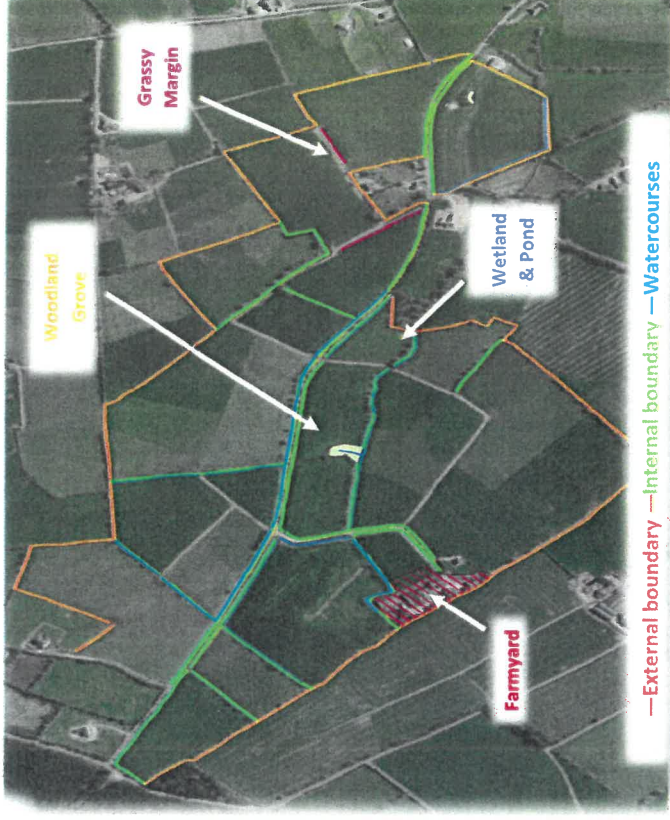 Grassy
Margin
Woodland
Grove
Wetland
& Pond
Farmyard
—External boundary —Internal boundary —Watercourses